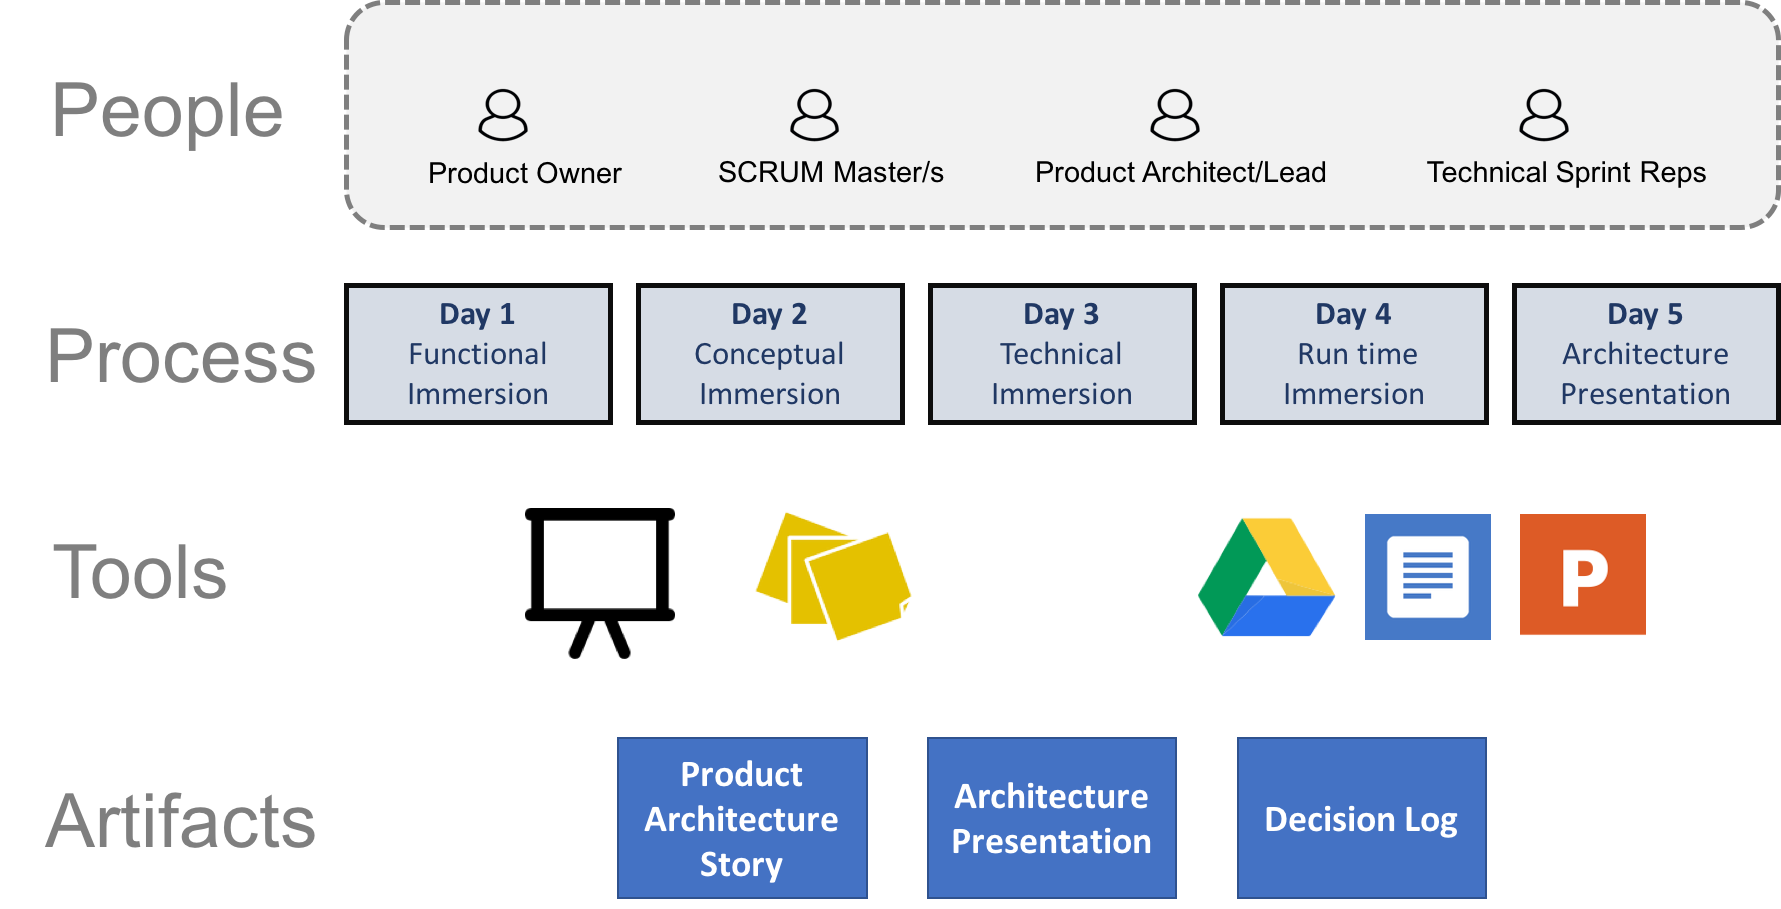 People
Product Owner
SCRUM Master/s
Product Architect/Lead
Technical Sprint Reps
Process
Day 1
Functional
Immersion
Day 2
Conceptual
Immersion
Day 3
Technical
Immersion
Day 4
Run time
Immersion
Day 5
Architecture
Presentation
Tools
P
Artifacts
Product
Architecture
Story
Architecture
Presentation
Decision Log